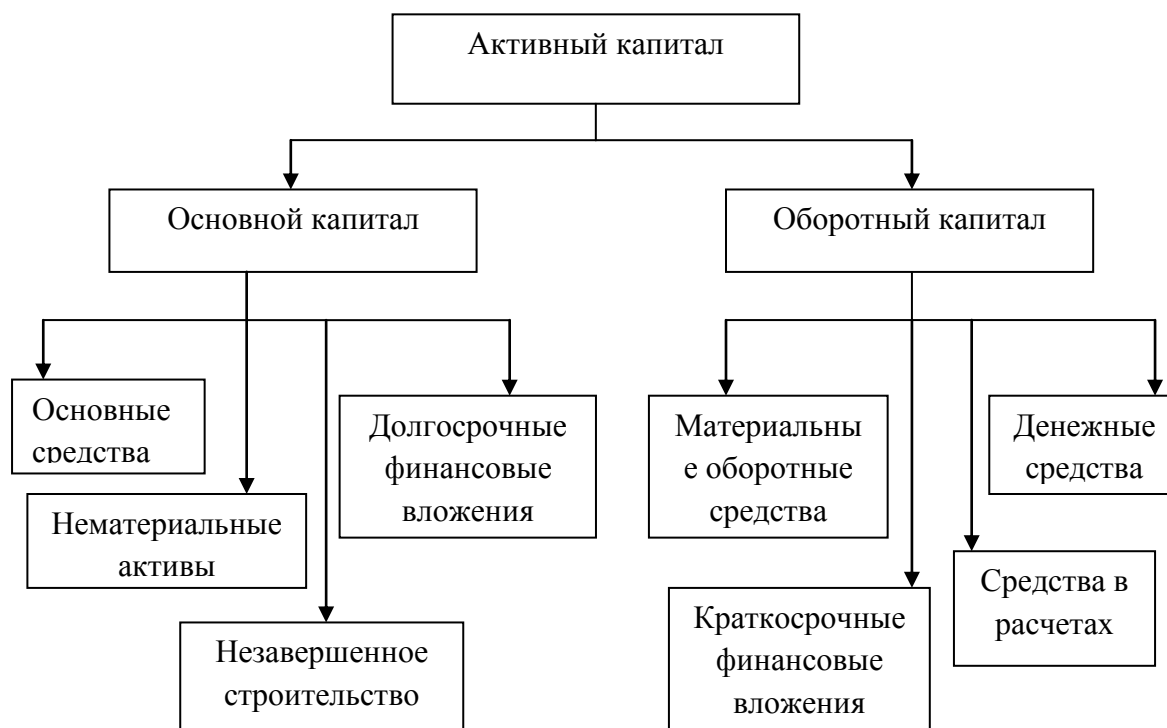 Активный капитал
Основной капитал
Оборотный капитал
Основные
средства
Нематериальные
активы
Незавершенное
строительство
Долгосрочные
финансовые
вложения
Материальны
е оборотные
средства
Краткосрочные
финансовые
вложения
Средства в
расчетах
Денежные
средства